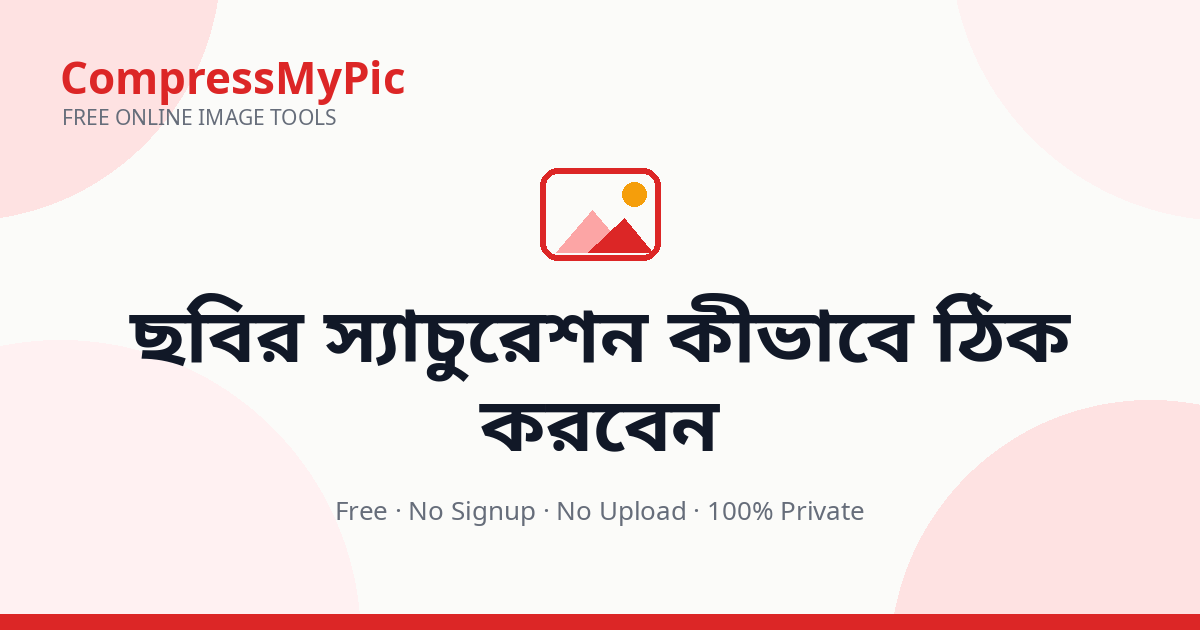 CompressMyPic
FREE ONLINE IMAGE TOOLS
ছবির স্যাচুরেশন কীভাবে ঠিক
করবেন
Free · No Signup · No Upload · 100% Private